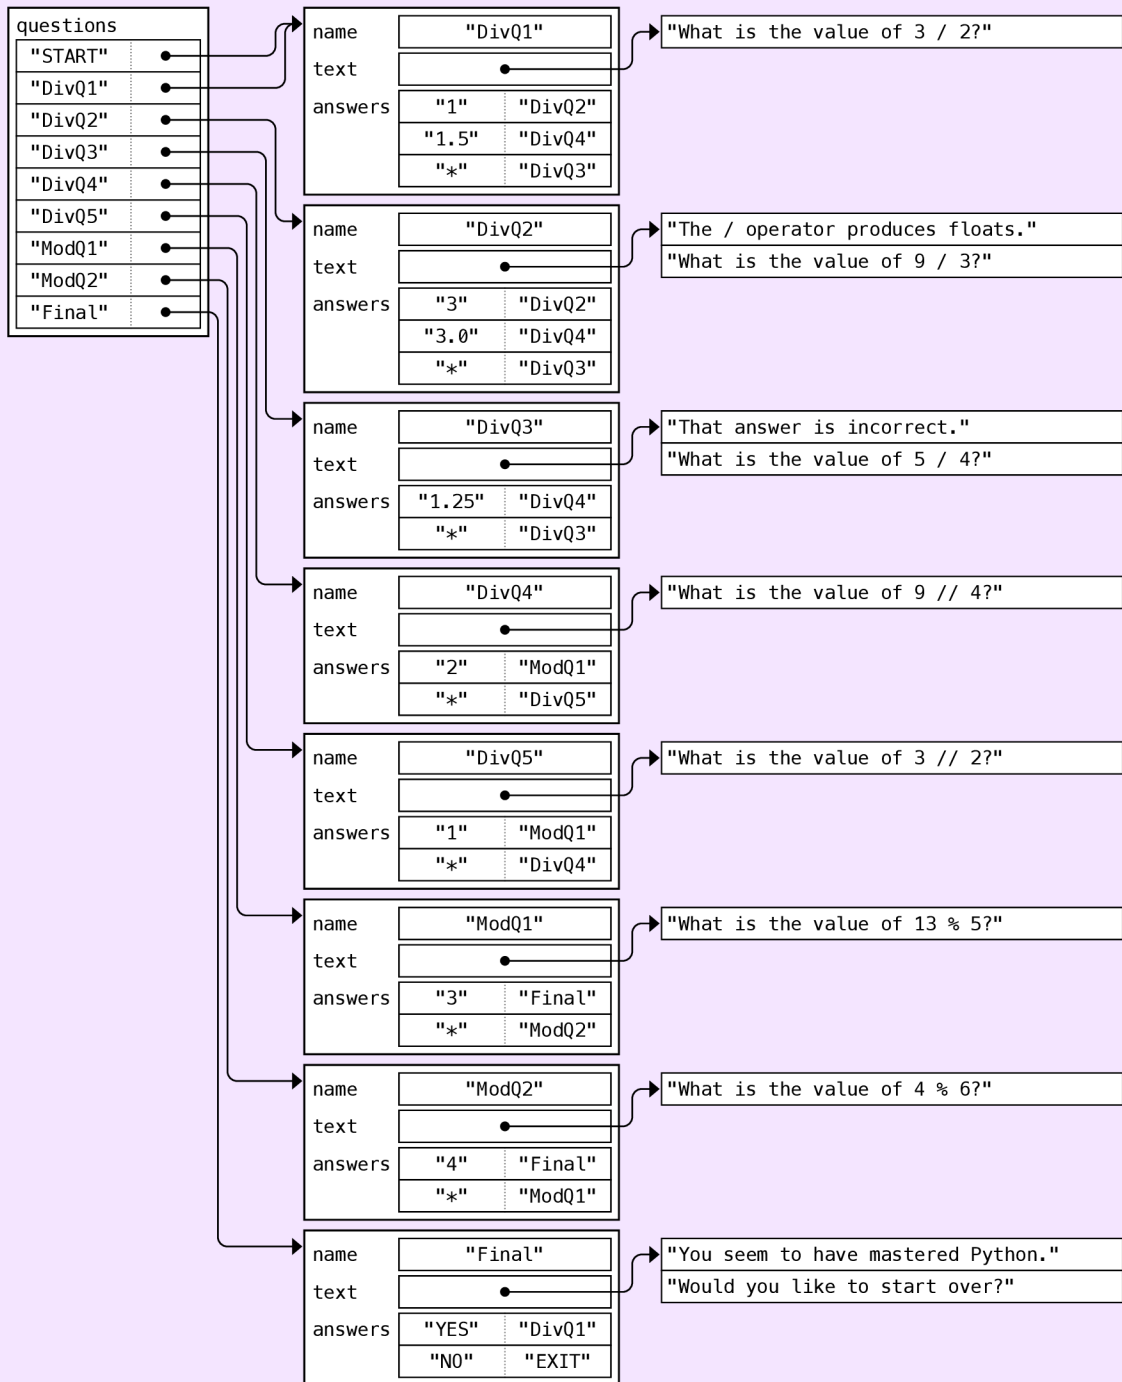 questions
"START"
"DivQ1"
"DivQ2"
"DivQ3"
"DivQ4"
"DivQ5"
"ModQ1"
"ModQ2"
"Final"
name "DivQ1"
text
answers "1" "DivQ2"
"1.5" "DivQ4"
"*" "DivQ3"
"What is the value of 3 / 2?"
name "DivQ2"
text
answers "3" "DivQ2"
"3.0" "DivQ4"
"*" "DivQ3"
"The / operator produces floats."
"What is the value of 9 / 3?"
name "DivQ3"
text
answers "1.25" "DivQ4"
"*" "DivQ3"
"That answer is incorrect."
"What is the value of 5 / 4?"
name "DivQ4"
text
answers "2" "ModQ1"
"*" "DivQ5"
"What is the value of 9 // 4?"
name "DivQ5"
text
answers "1" "ModQ1"
"*" "DivQ4"
"What is the value of 3 // 2?"
name "ModQ1"
text
answers "3" "Final"
"*" "ModQ2"
"What is the value of 13 % 5?"
name "ModQ2"
text
answers "4" "Final"
"*" "ModQ1"
"What is the value of 4 % 6?"
name "Final"
text
answers "YES" "DivQ1"
"NO" "EXIT"
"You seem to have mastered Python."
"Would you like to start over?"